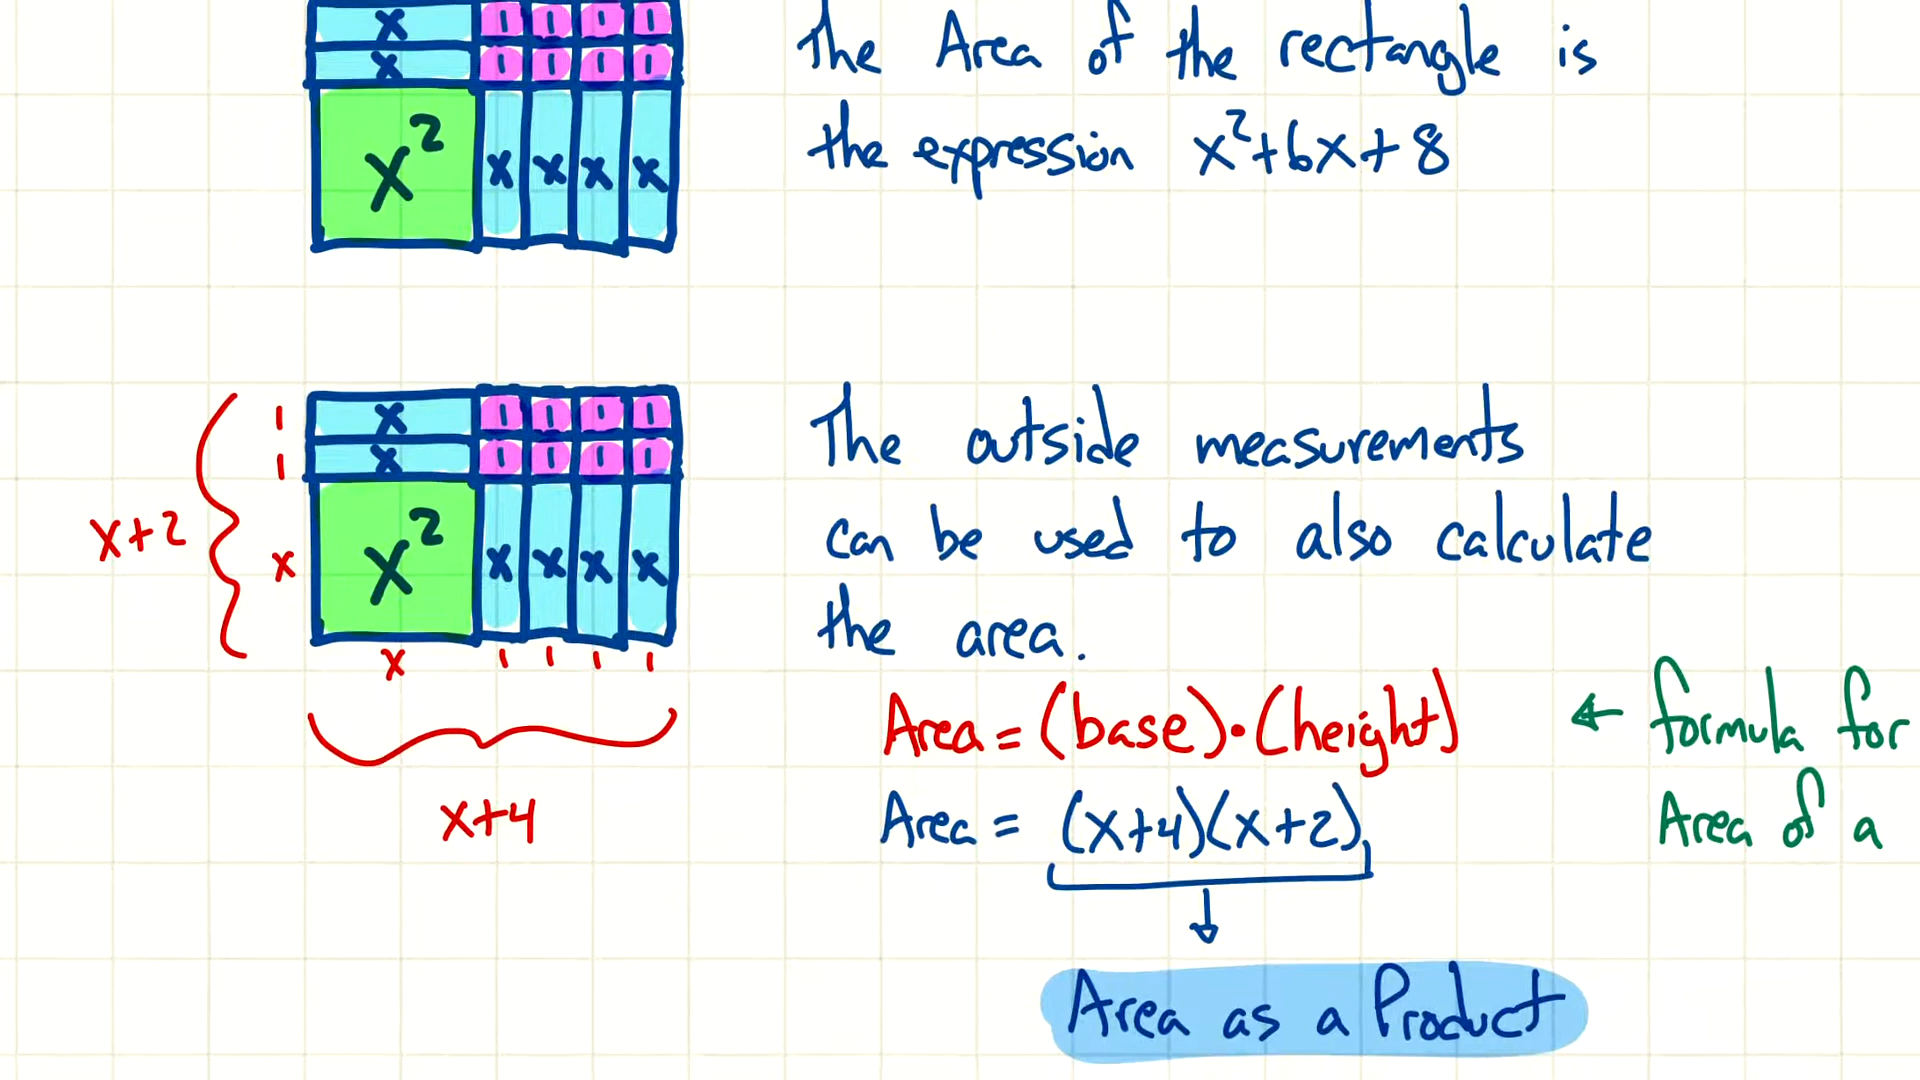 x 1 1 1 1
x 1 1 1 1
x² x x x x
The Area of the rectangle is
the expression x²+6x+8
1 x 1 1 1 1
1 x 1 1 1 1
x+2 x x² x x x x
x 1 1 1 1
x+4
The outside measurements
can be used to also calculate
the area.
Area = (base)·(height)
← formula for
Area = (x+4)(x+2)
Area of a
Area as a Product